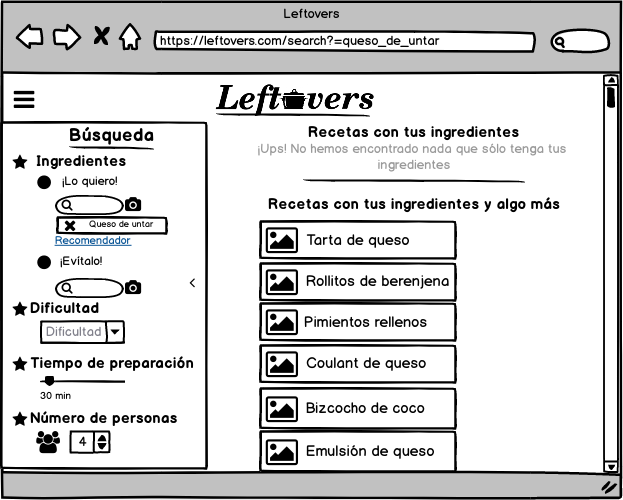 Leftovers
https://leftovers.com/search?=queso_de_untar
Leftovers
Búsqueda
Ingredientes
¡Lo quiero!
Queso de untar
Recomendador
¡Evítalo!
Dificultad
Dificultad
Tiempo de preparación
30 min
Número de personas
4
Recetas con tus ingredientes
¡Ups! No hemos encontrado nada que sólo tenga tus
ingredientes
Recetas con tus ingredientes y algo más
Tarta de queso
Rollitos de berenjena
Pimientos rellenos
Coulant de queso
Bizcocho de coco
Emulsión de queso